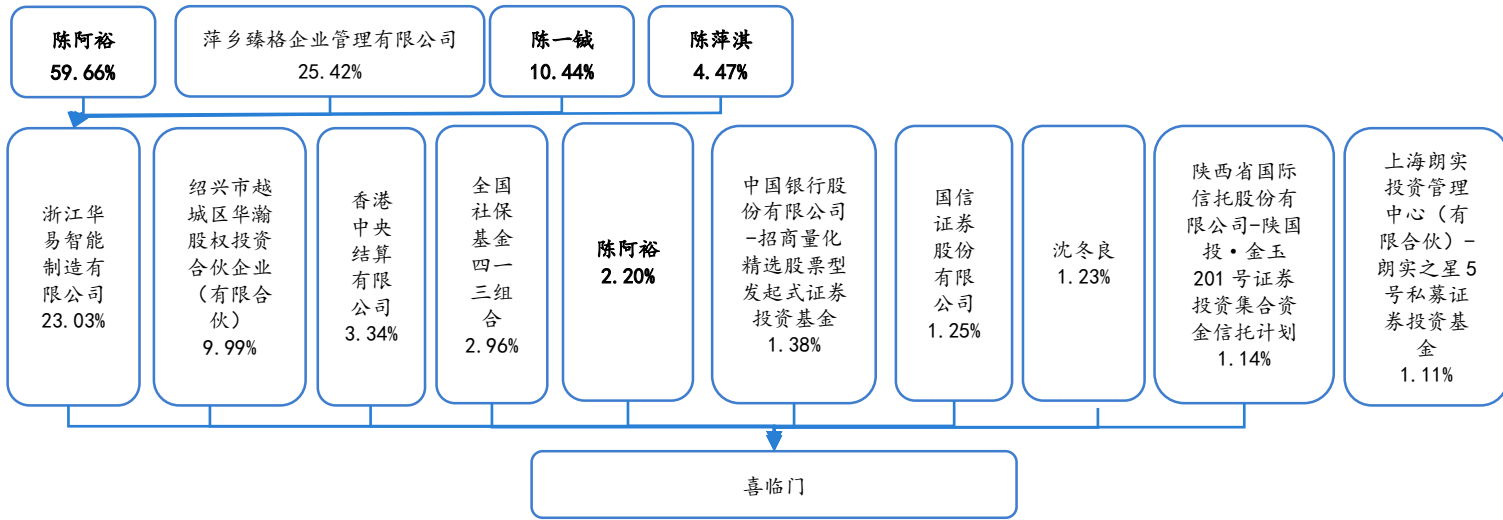 陈阿裕
59.66%
萍乡臻格企业管理有限公司
25.42%
陈一铖
10.44%
陈萍淇
4.47%
浙江华
易智能
制造有
限公司
23.03%
绍兴市越
城区华瀚
股权投资
合伙企业
（有限合
伙）
9.99%
香港
中央
结算
有限
公司
3.34%
全国
社保
基金
四一
三组
合
2.96%
陈阿裕
2.20%
中国银行股
份有限公司
-招商量化
精选股票型
发起式证券
投资基金
1.38%
国信
证券
股份
有限
公司
1.25%
沈冬良
1.23%
陕西省国际
信托股份有
限公司-陕国
投·金玉
201 号证券
投资集合资
金信托计划
1.14%
上海朗实
投资管理
中心（有
限合伙）-
朗实之星 5
号私募证
券投资基
金
1.11%
喜临门